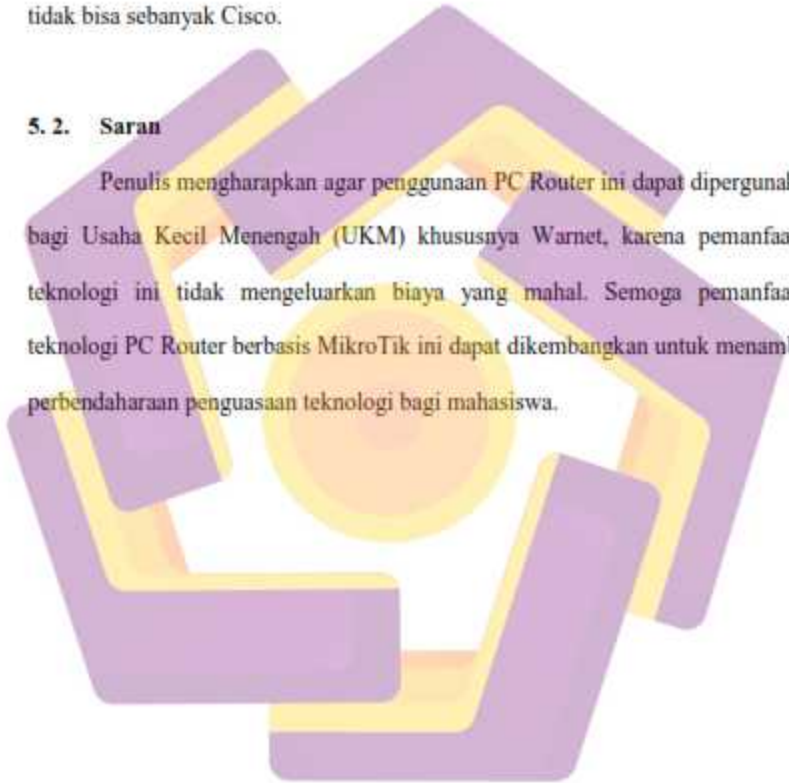 tidak bisa sebanyak Cisco.
5. 2. Saran
Penulis mengharapkan agar penggunaan PC Router ini dapat dipergunal
bagi Usaha Kecil Menengah (UKM) khususnya Warnet, karena pemanfaa
teknologi ini tidak mengeluarkan biaya yang mahal. Semoga pemanfaa
teknologi PC Router berbasis MikroTik ini dapat dikembangkan untuk menaml
perbendaharaan penguasaan teknologi bagi mahasiswa.